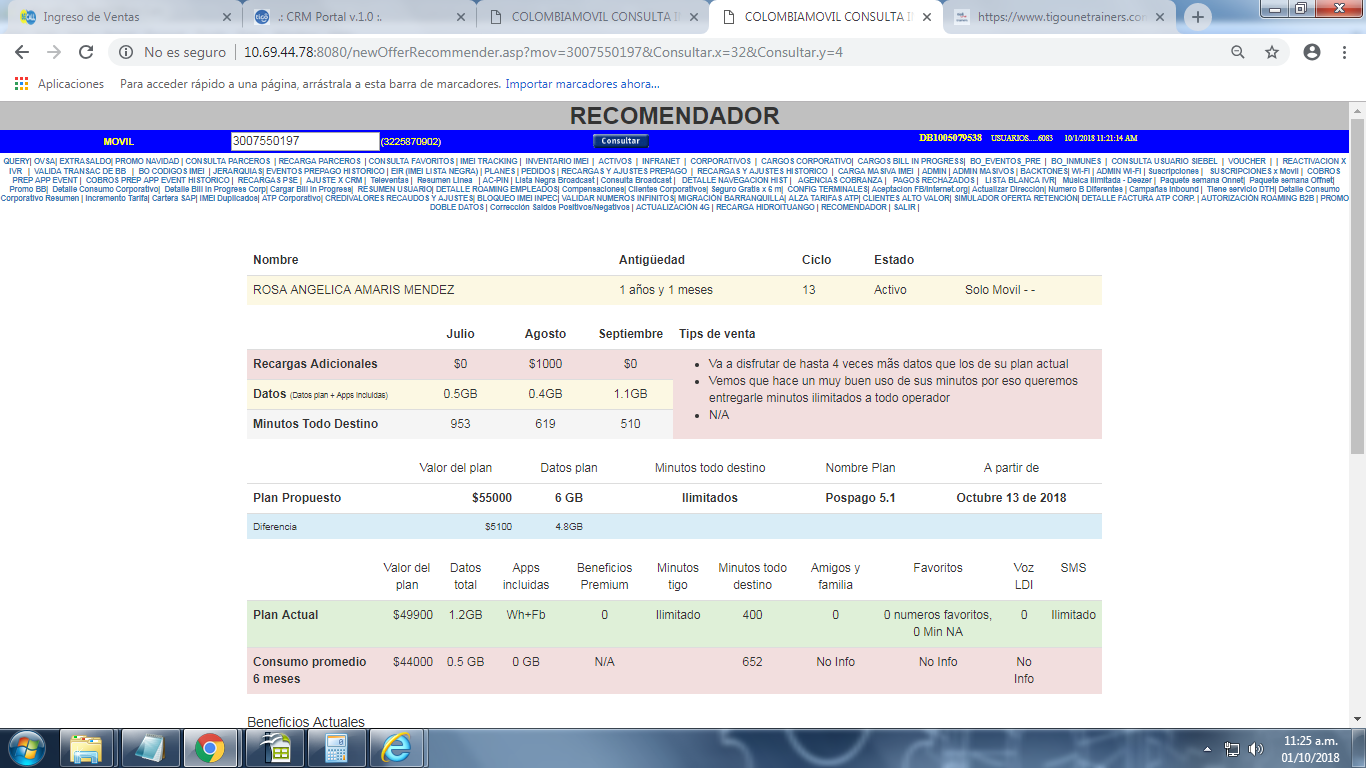 Ingreso de Ventas
.: CRM Portal v.1.0 :.
COLOMBIAMOVIL CONSULTA IN
COLOMBIAMOVIL CONSULTA IN
https://www.tigounetrainers.com
No es seguro | 10.69.44.78:8080/newOfferRecommender.asp?mov=3007550197&Consultar.x=32&Consultar.y=4
Aplicaciones Para acceder rápido a una página, arrástrala a esta barra de marcadores. Importar marcadores ahora...
RECOMENDADOR
MOVIL 3007550197 (3225870902) Consultar DB1005079538 USUARIOS.....6083 10/1/2018 11:21:14 AM
QUERY| OVSA| EXTRASALDO| PROMO NAVIDAD | CONSULTA PARCEROS | RECARGA PARCEROS | CONSULTA FAVORITOS | IMEI TRACKING | INVENTARIO IMEI | ACTIVOS | INFRANET | CORPORATIVOS | CARGOS CORPORATIVO| CARGOS BILL IN PROGRESS| BO_EVENTOS_PRE | BO_INMUNES | CONSULTA USUARIO SIEBEL | VOUCHER | | REACTIVACION X
IVR | VALIDA TRANSAC DE BB | BO CODIGOS IMEI | JERARQUIAS| EVENTOS PREPAGO HISTORICO | EIR (IMEI LISTA NEGRA) | PLANES | PEDIDOS | RECARGAS Y AJUSTES PREPAGO | RECARGAS Y AJUSTES HISTORICO | CARGA MASIVA IMEI | ADMIN | ADMIN MASIVOS | BACKTONES| WI-FI | ADMIN WI-FI | Suscripciones | SUSCRIPCIONES x Movil | COBROS
PREP APP EVENT | COBROS PREP APP EVENT HISTORICO | RECARGAS PSE | AJUSTE X CRM | Televentas | Resumen Linea | AC-PIN | Lista Negra Broadcast | Consulta Broadcast | DETALLE NAVEGACION HIST | AGENCIAS COBRANZA | PAGOS RECHAZADOS | LISTA BLANCA IVR| Música Ilimitada - Deezer | Paquete semana Onnet| Paquete semana Offnet|
Promo BB| Detalle Consumo Corporativo| Detalle Bill In Progress Corp| Cargar Bill In Progress| RESUMEN USUARIO| DETALLE ROAMING EMPLEADOS| Compensaciones| Clientes Corporativos| Seguro Gratis x 6 m| CONFIG TERMINALES| Aceptacion FB/Internet.org| Actualizar Dirección| Numero B Diferentes | Campañas Inbound | Tiene servicio DTH| Detalle Consumo
Corporativo Resumen | Incremento Tarifa| Cartera SAP| IMEI Duplicados| ATP Corporativo| CREDIVALORES RECAUDOS Y AJUSTES| BLOQUEO IMEI INPEC| VALIDAR NUMEROS INFINITOS| MIGRACIÓN BARRANQUILLA| ALZA TARIFAS ATP| CLIENTES ALTO VALOR| SIMULADOR OFERTA RETENCIÓN| DETALLE FACTURA ATP CORP. | AUTORIZACIÓN ROAMING B2B | PROMO
DOBLE DATOS | Corrección Saldos Positivos/Negativos | ACTUALIZACIÓN 4G | RECARGA HIDROITUANGO | RECOMENDADOR | SALIR |
Nombre Antigüedad Ciclo Estado
ROSA ANGELICA AMARIS MENDEZ 1 años y 1 meses 13 Activo Solo Movil - -
Julio Agosto Septiembre Tips de venta
Recargas Adicionales $0 $1000 $0
Datos (Datos plan + Apps incluidas) 0.5GB 0.4GB 1.1GB
Minutos Todo Destino 953 619 510
Va a disfrutar de hasta 4 veces mãs datos que los de su plan actual
Vemos que hace un muy buen uso de sus minutos por eso queremos
entregarle minutos ilimitados a todo operador
N/A
Valor del plan Datos plan Minutos todo destino Nombre Plan A partir de
Plan Propuesto $55000 6 GB Ilimitados Pospago 5.1 Octubre 13 de 2018
Diferencia $5100 4.8GB
Valor del Datos Apps Beneficios Minutos Minutos todo Amigos y Favoritos Voz SMS
plan total incluidas Premium tigo destino familia LDI
Plan Actual $49900 1.2GB Wh+Fb 0 Ilimitado 400 0 0 numeros favoritos, 0 Ilimitado
0 Min NA
Consumo promedio $44000 0.5 GB 0 GB N/A 652 No Info No Info No
6 meses Info
Beneficios Actuales
11:25 a.m.
01/10/2018